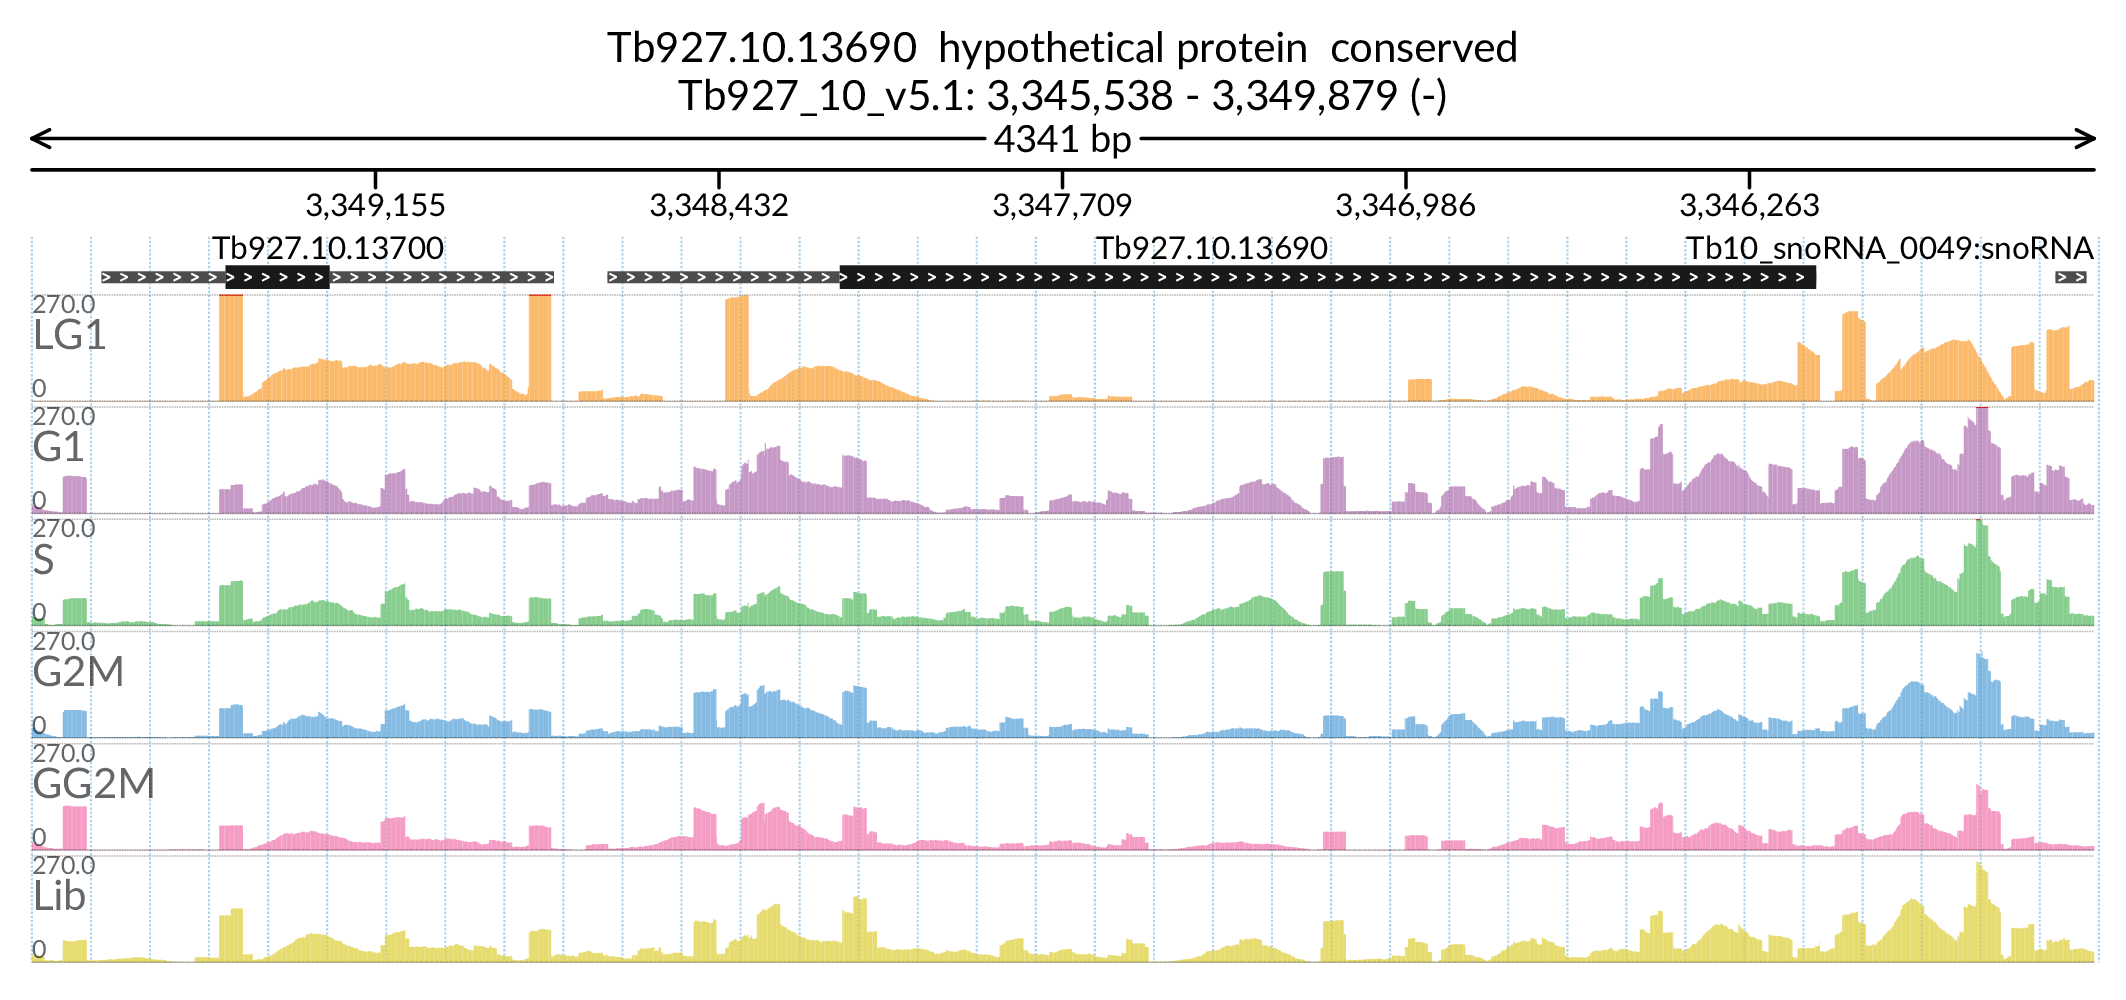 Tb927.10.13690  hypothetical protein  conserved
Tb927_10_v5.1: 3,345,538 - 3,349,879 (-)
4341 bp
3,349,155 3,348,432 3,347,709 3,346,986 3,346,263
Tb927.10.13700 Tb927.10.13690 Tb10_snoRNA_0049:snoRNA
270.0
LG1
0
270.0
G1
0
270.0
S
0
270.0
G2M
0
270.0
GG2M
0
270.0
Lib
0